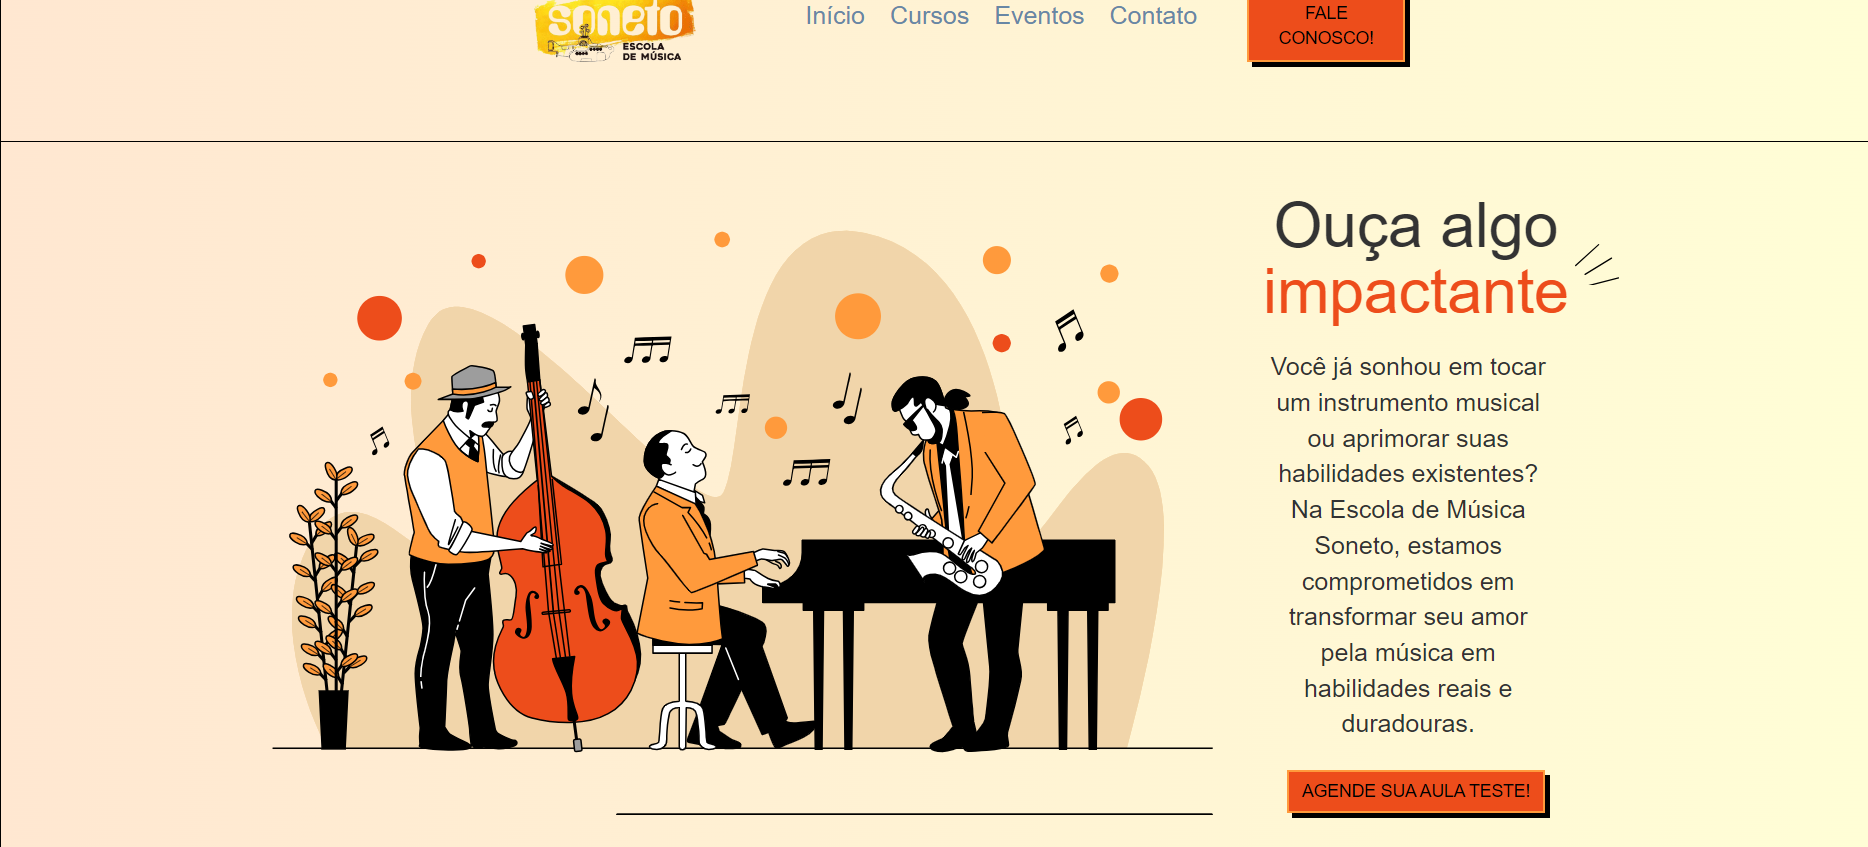 soneto
ESCOLA
DE MÚSICA
Início Cursos Eventos Contato
FALE
CONOSCO!
Ouça algo
impactante
Você já sonhou em tocar
um instrumento musical
ou aprimorar suas
habilidades existentes?
Na Escola de Música
Soneto, estamos
comprometidos em
transformar seu amor
pela música em
habilidades reais e
duradouras.
AGENDE SUA AULA TESTE!